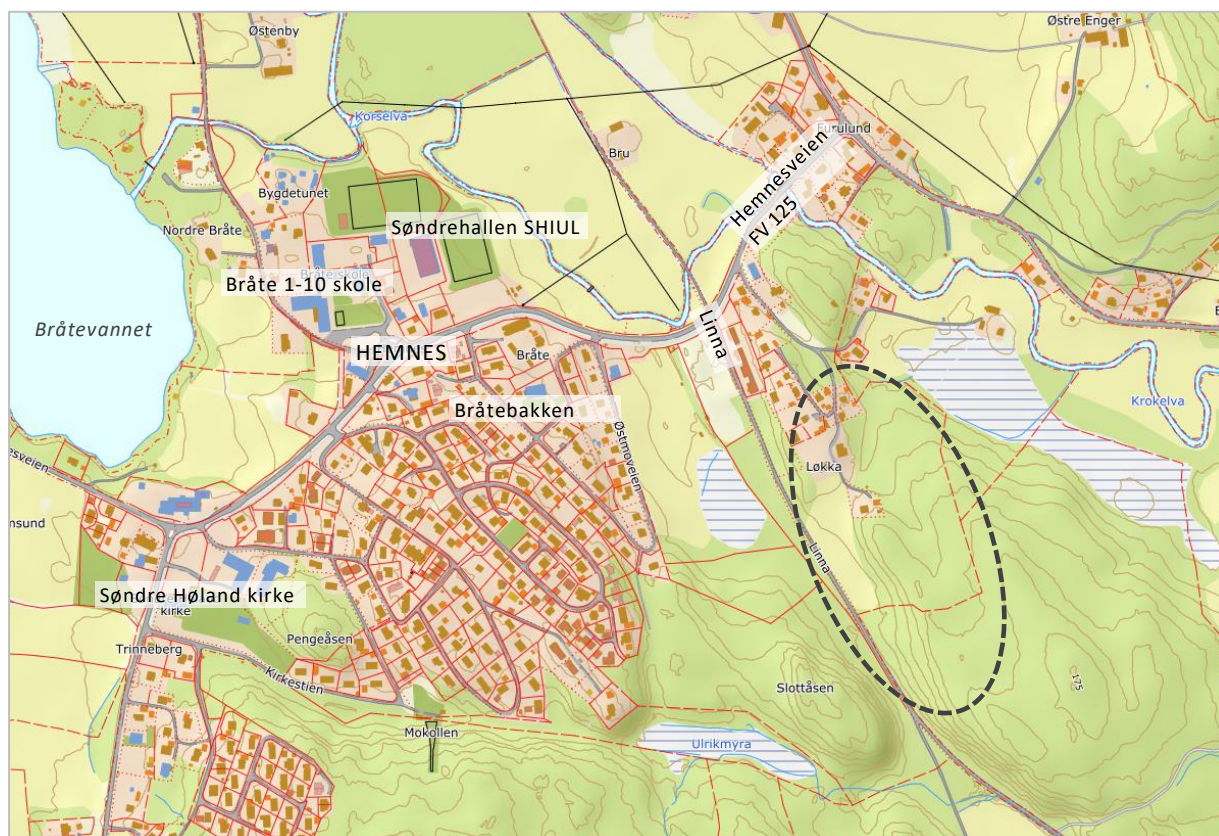 Østenby
Østre Enger
Korselva
Furulund
Bru
Hemnesveien
FV 125
Bygdetunet
Søndrehallen SHIUL
Nordre Bråte
Bråte skole
Bråte 1-10 skole
Bråtevannet
Linna
HEMNES
Bråte
Bråtebakken
Krokelva
Østmoveien
Løkka
esveien
msund
Linna
Søndre Høland kirke
kirke
Pengeåsen
Trinneberg
Kirkestien
Slottåsen
175
Mokollen
Ulrikmyra